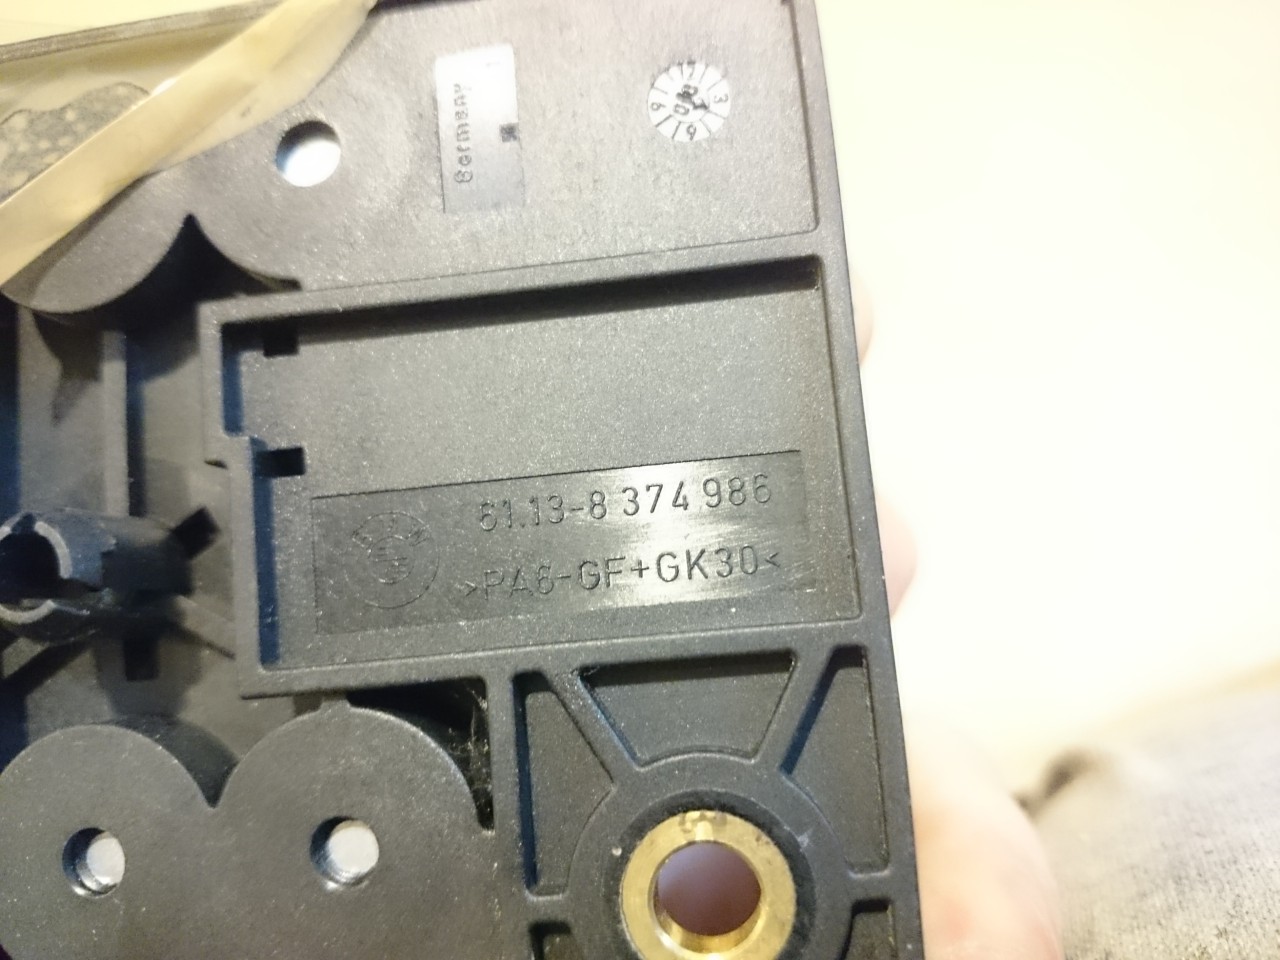 Germany
61.13-8 374 986
>PA6-GF+GK30<